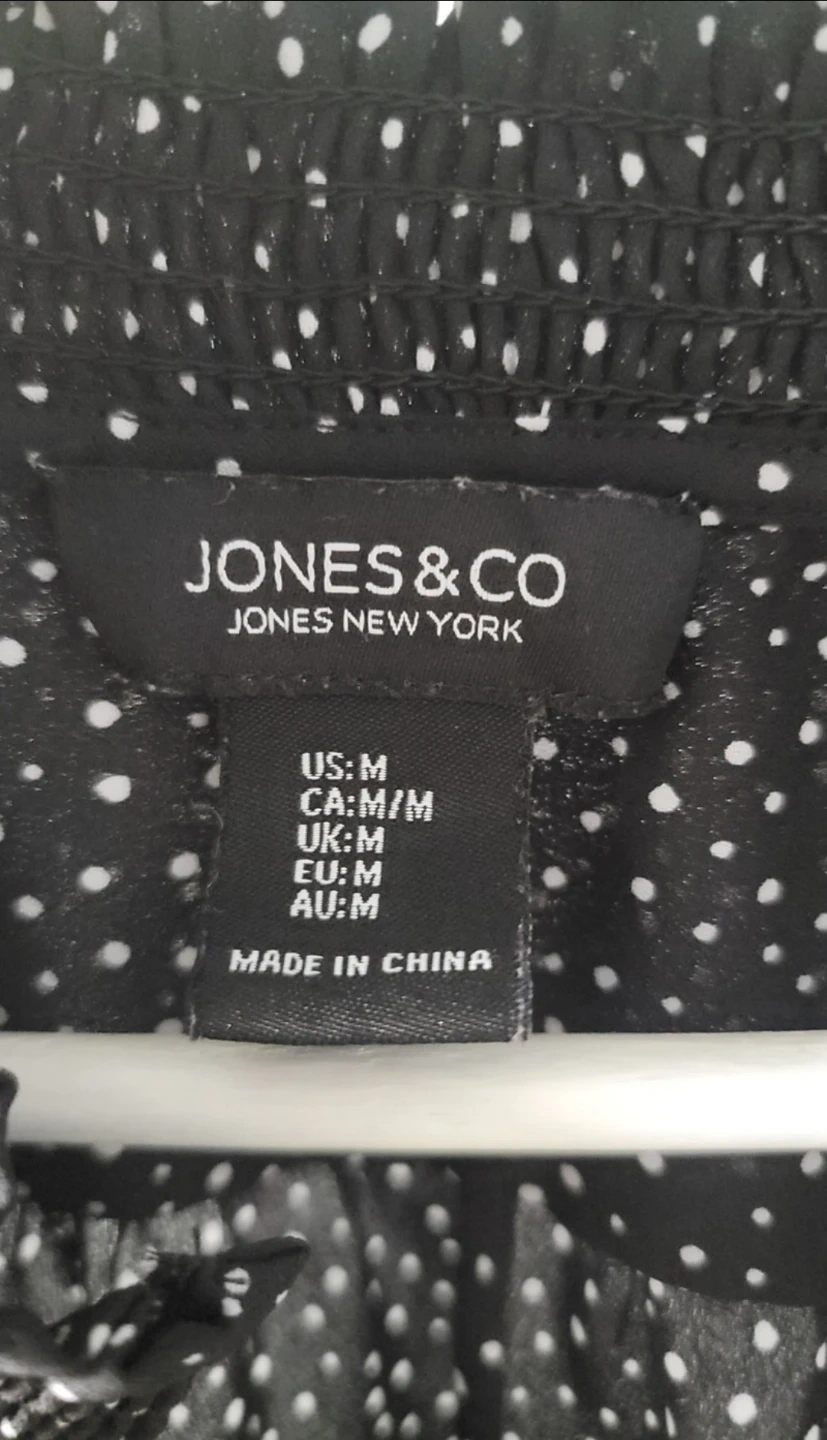 JONES & CO
JONES NEW YORK
US: M
CA: M/M
UK: M
EU: M
AU: M
MADE IN CHINA